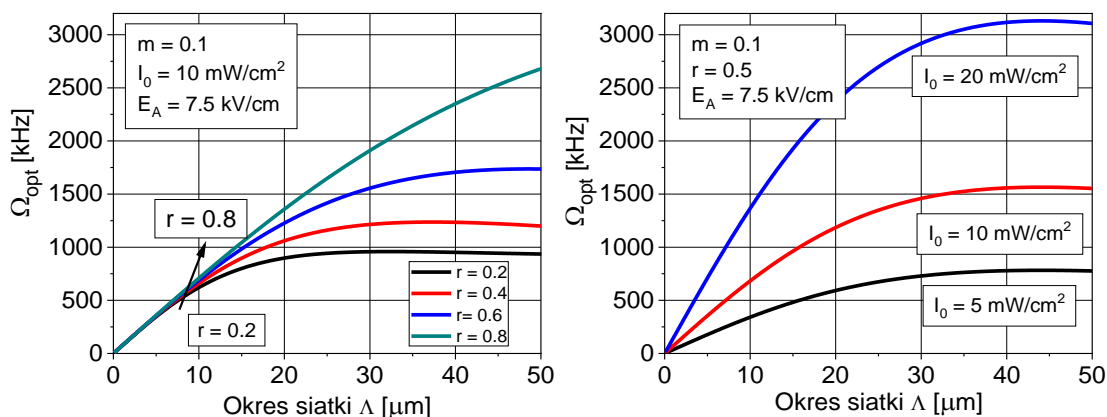 3000
2500
2000
1500
1000
500
0
Ω_opt [kHz]
m = 0.1
I_0 = 10 mW/cm^2
E_A = 7.5 kV/cm
r = 0.8
r = 0.2
r = 0.2
r = 0.4
r= 0.6
r = 0.8
0 10 20 30 40 50
Okres siatki Λ [μm]
3000
2500
2000
1500
1000
500
0
Ω_opt [kHz]
m = 0.1
r = 0.5
E_A = 7.5 kV/cm
I_0 = 20 mW/cm^2
I_0 = 10 mW/cm^2
I_0 = 5 mW/cm^2
0 10 20 30 40 50
Okres siatki Λ [μm]